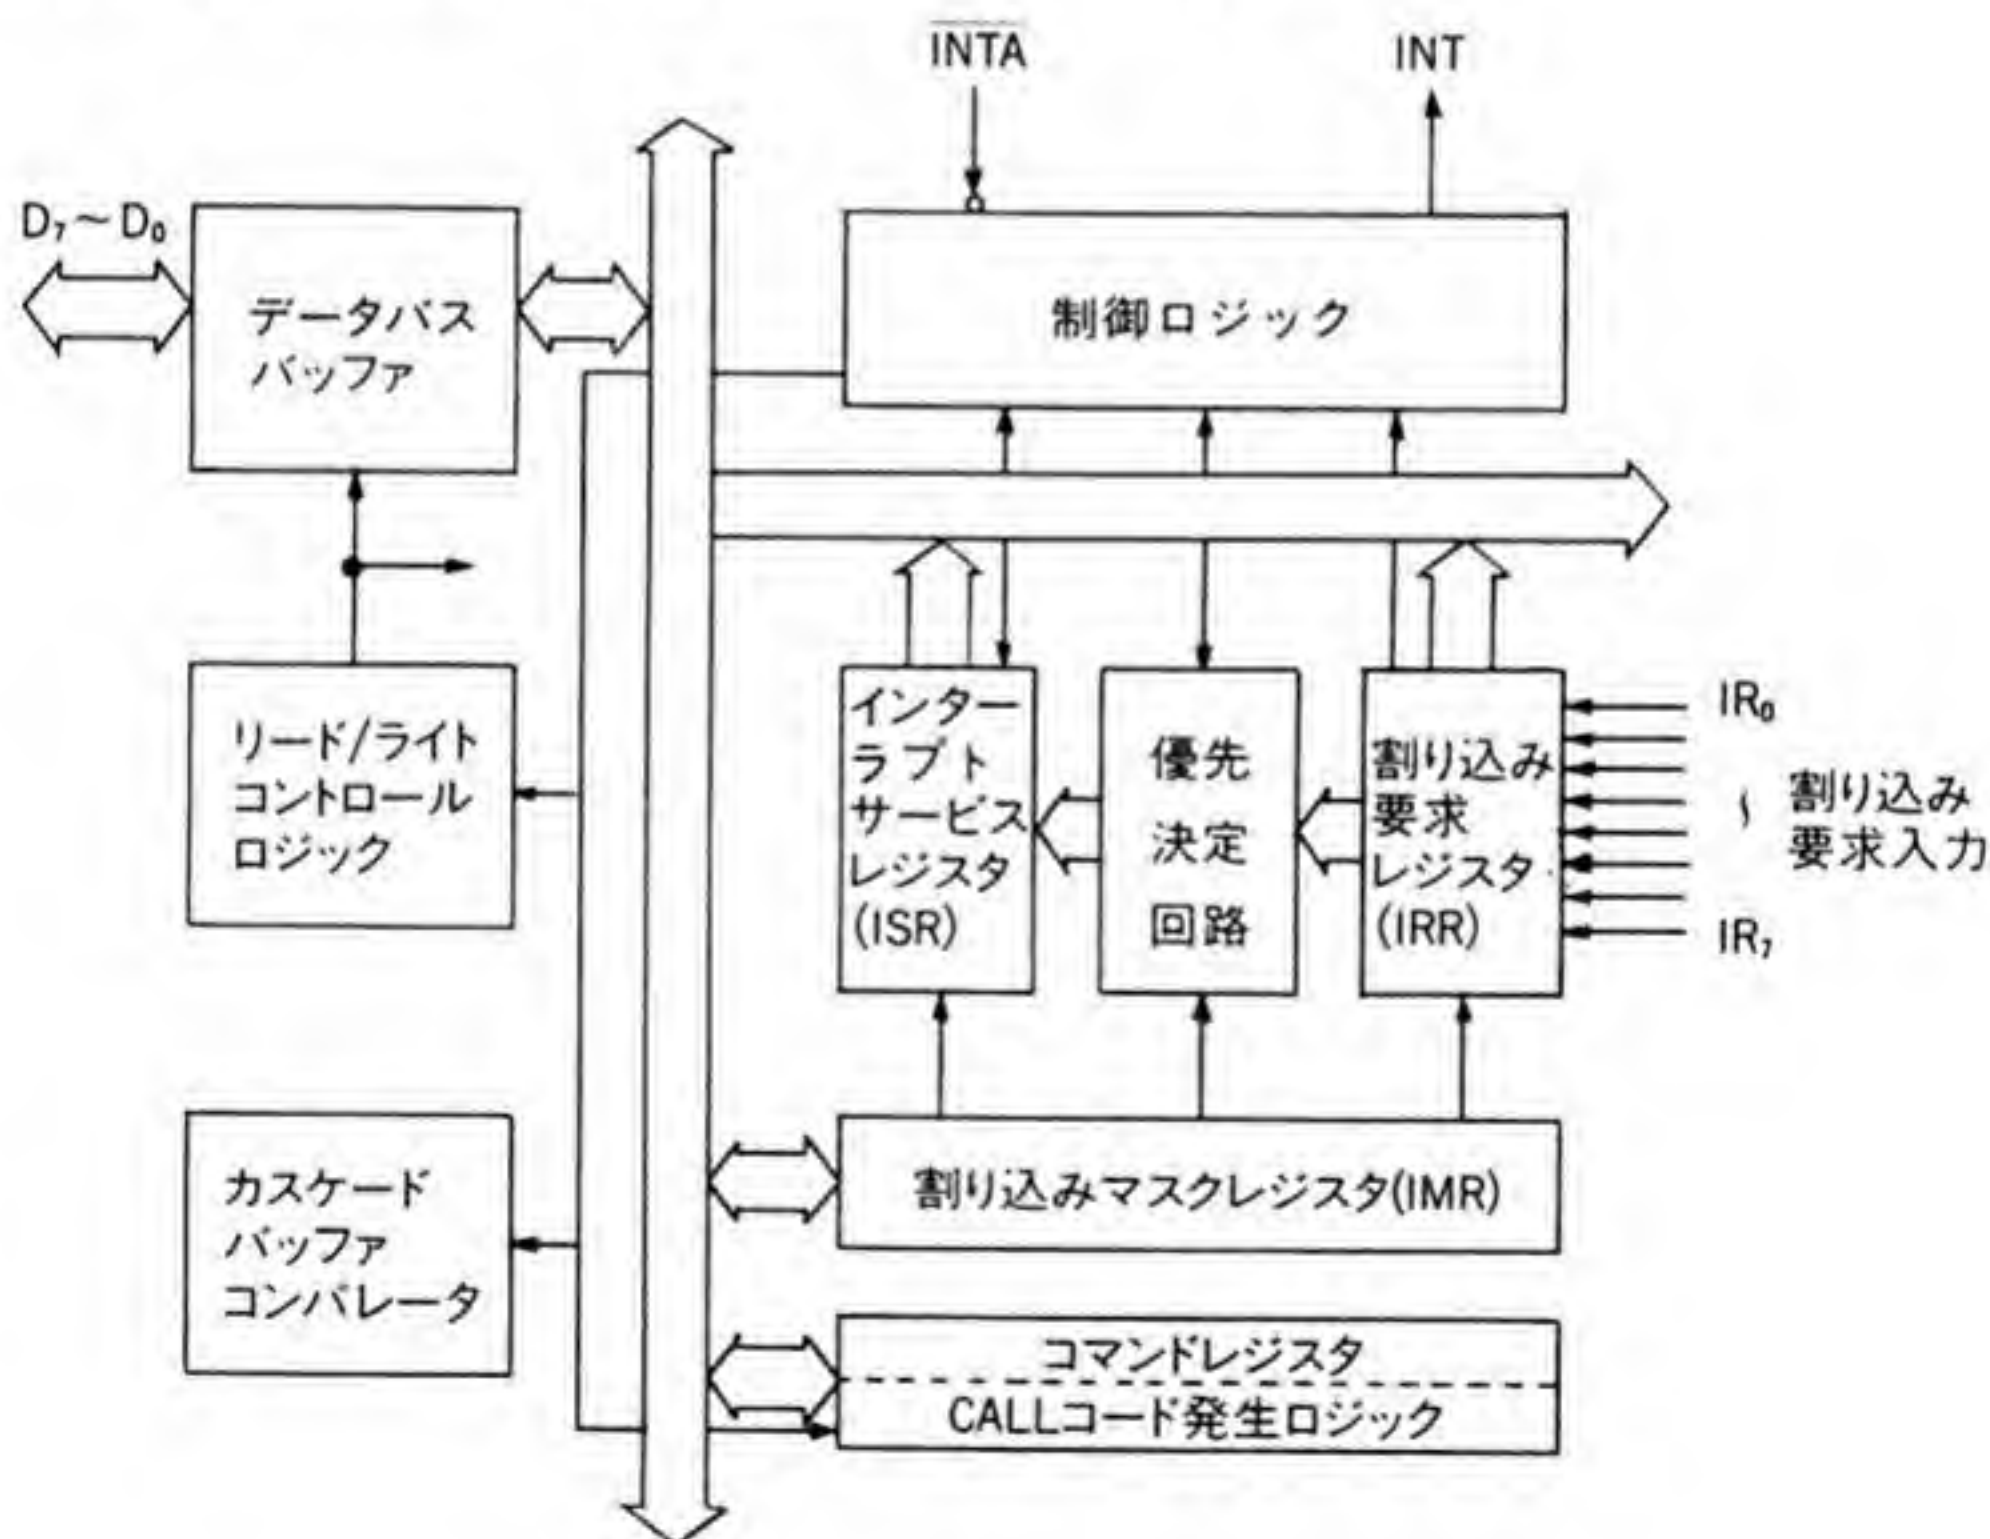 INTA
INT
D₇～D₀
データバス
バッファ
制御ロジック
リード/ライト
コントロール
ロジック
インター
ラプト
サービス
レジスタ
(ISR)
優先
決定
回路
割り込み
要求
レジスタ
(IRR)
IR₀
～
IR₇
割り込み
要求入力
カスケード
バッファ
コンパレータ
割り込みマスクレジスタ(IMR)
コマンドレジスタ
CALLコード発生ロジック